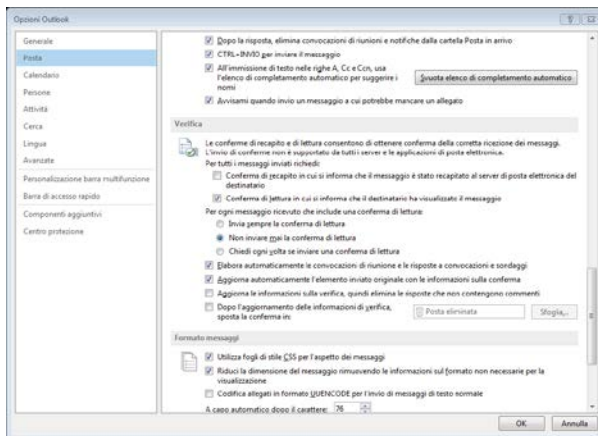 Opzioni Outlook
Generale
Posta
Calendario
Persone
Attività
Cerca
Lingua
Avanzate
Personalizzazione barra multifunzione
Barra di accesso rapido
Componenti aggiuntivi
Centro protezione
Dopo la risposta, elimina convocazioni di riunioni e notifiche dalla cartella Posta in arrivo
CTRL+INVIO per inviare il messaggio
All'immissione di testo nelle righe A, Cc e Ccn, usa
l'elenco di completamento automatico per suggerire i
nomi
Svuota elenco di completamento automatico
Avvisami quando invio un messaggio a cui potrebbe mancare un allegato
Verifica
Le conferme di recapito e di lettura consentono di ottenere conferma della corretta ricezione dei messaggi.
L'invio di conferme non è supportato da tutti i server e le applicazioni di posta elettronica.
Per tutti i messaggi inviati richiedi:
Conferma di recapito in cui si informa che il messaggio è stato recapitato al server di posta elettronica del
destinatario
Conferma di lettura in cui si informa che il destinatario ha visualizzato il messaggio
Per ogni messaggio ricevuto che include una conferma di lettura:
Invia sempre la conferma di lettura
Non inviare mai la conferma di lettura
Chiedi ogni volta se inviare una conferma di lettura
Elabora automaticamente le convocazioni di riunione e le risposte a convocazioni e sondaggi
Aggiorna automaticamente l'elemento inviato originale con le informazioni sulla conferma
Aggiorna le informazioni sulla verifica, quindi elimina le risposte che non contengono commenti
Dopo l'aggiornamento delle informazioni di verifica,
sposta la conferma in:
Posta eliminata
Sfoglia...
Formato messaggi
Utilizza fogli di stile CSS per l'aspetto dei messaggi
Riduci la dimensione del messaggio rimuovendo le informazioni sul formato non necessarie per la
visualizzazione
Codifica allegati in formato UUENCODE per l'invio di messaggi di testo normale
A capo automatico dopo il carattere: 76
OK
Annulla